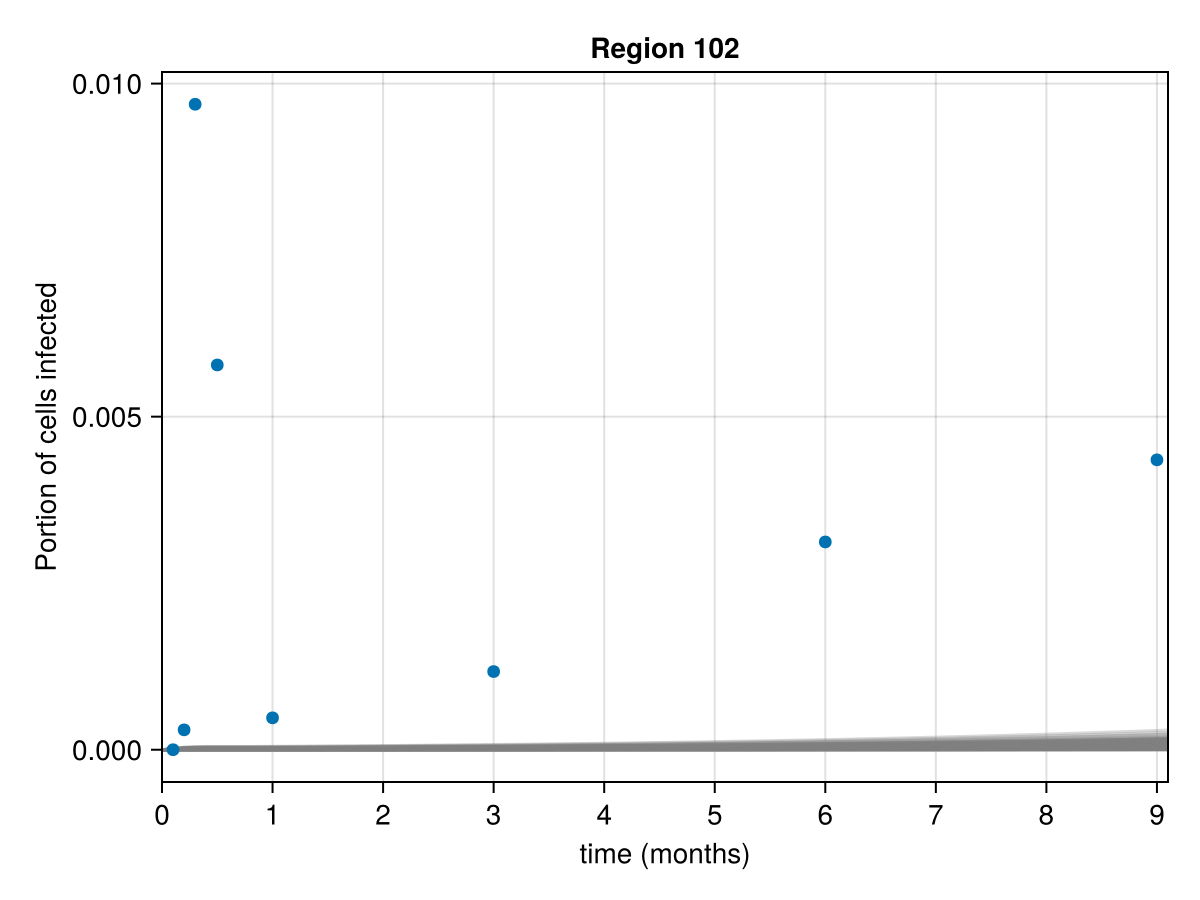 Region 102
0.010
0.005
0.000
Portion of cells infected
0 1 2 3 4 5 6 7 8 9
time (months)